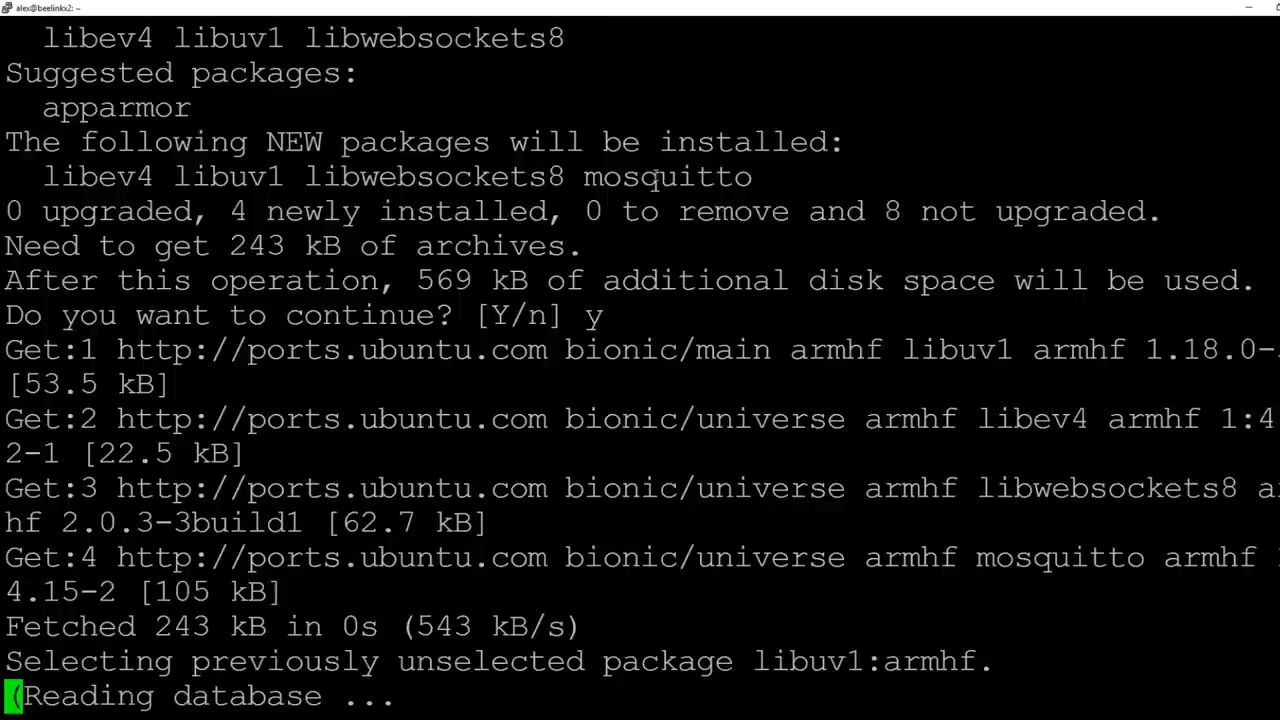 alex@beelinkx2: ~
libev4 libuv1 libwebsockets8
Suggested packages:
apparmor
The following NEW packages will be installed:
libev4 libuv1 libwebsockets8 mosquitto
0 upgraded, 4 newly installed, 0 to remove and 8 not upgraded.
Need to get 243 kB of archives.
After this operation, 569 kB of additional disk space will be used.
Do you want to continue? [Y/n] y
Get:1 http://ports.ubuntu.com bionic/main armhf libuv1 armhf 1.18.0-
[53.5 kB]
Get:2 http://ports.ubuntu.com bionic/universe armhf libev4 armhf 1:4
2-1 [22.5 kB]
Get:3 http://ports.ubuntu.com bionic/universe armhf libwebsockets8 a
hf 2.0.3-3build1 [62.7 kB]
Get:4 http://ports.ubuntu.com bionic/universe armhf mosquitto armhf
4.15-2 [105 kB]
Fetched 243 kB in 0s (543 kB/s)
Selecting previously unselected package libuv1:armhf.
(Reading database ...